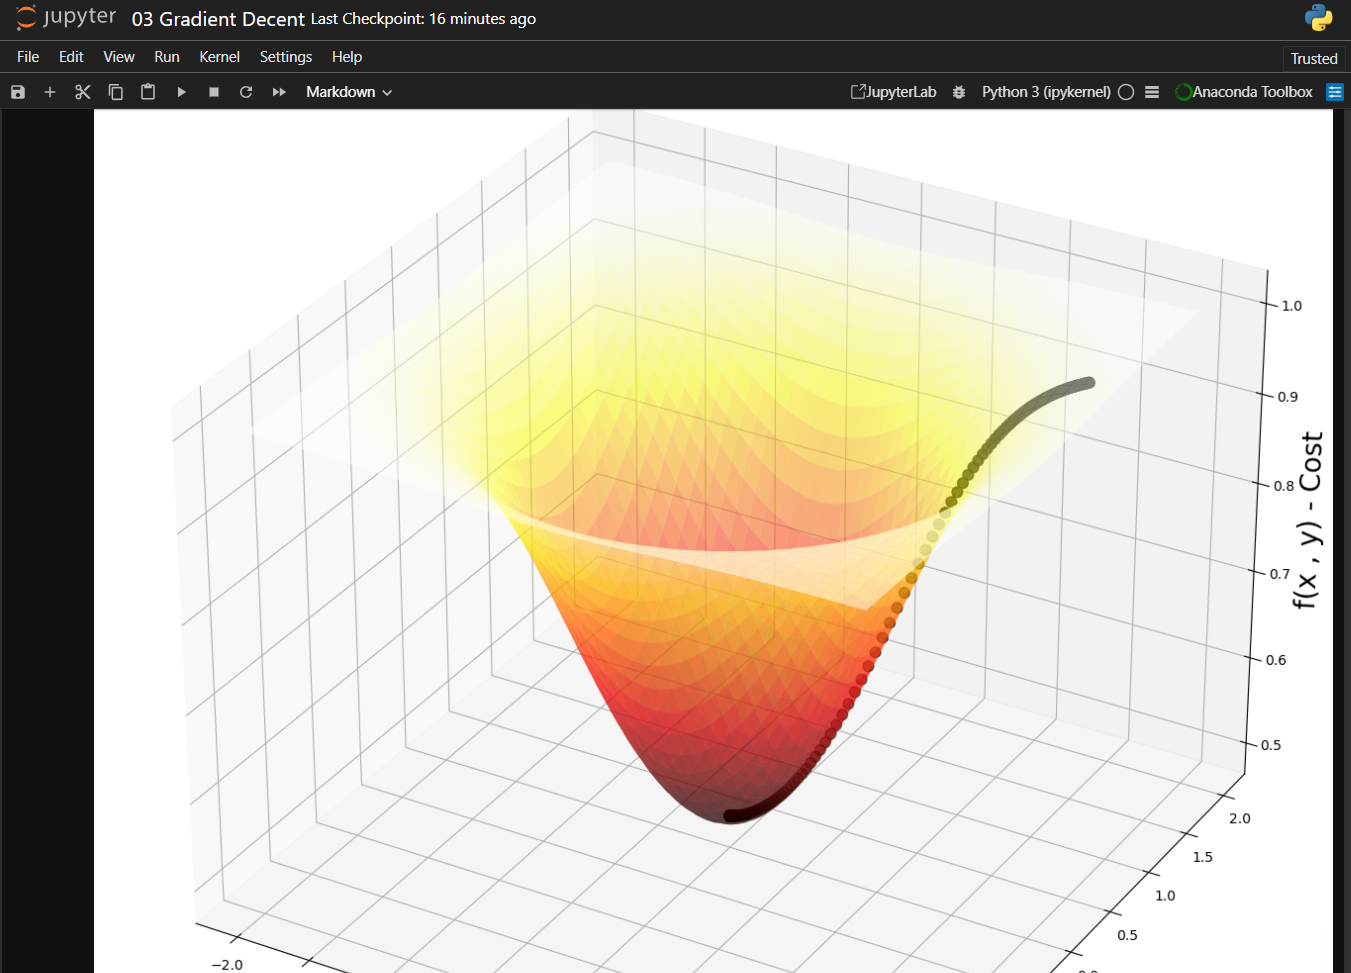 jupyter 03 Gradient Decent Last Checkpoint: 16 minutes ago
File Edit View Run Kernel Settings Help
Trusted
Markdown
JupyterLab
Python 3 (ipykernel)
Anaconda Toolbox
1.0
0.9
0.8
0.7
0.6
0.5
f(x , y) - Cost
2.0
1.5
1.0
0.5
−2.0